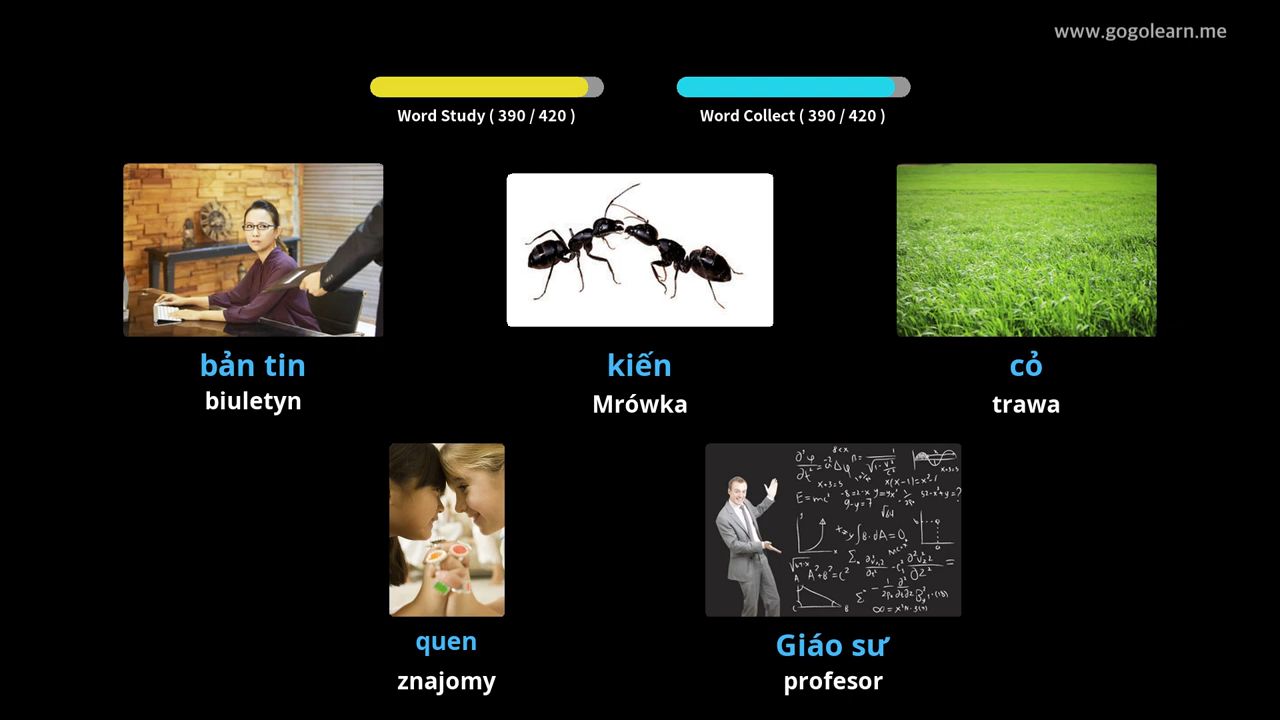 www.gogolearn.me
Word Study ( 390 / 420 )
Word Collect ( 390 / 420 )
bản tin
biuletyn
kiến
Mrówka
cỏ
trawa
quen
znajomy
Giáo sư
profesor